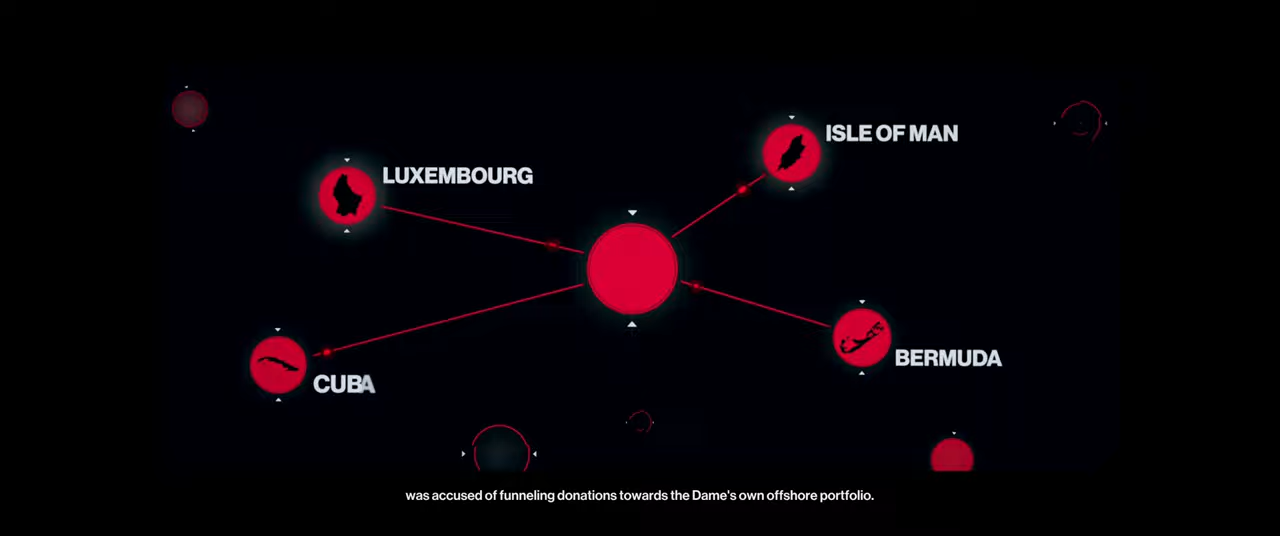 ISLE OF MAN
LUXEMBOURG
BERMUDA
CUBA
was accused of funneling donations towards the Dame's own offshore portfolio.